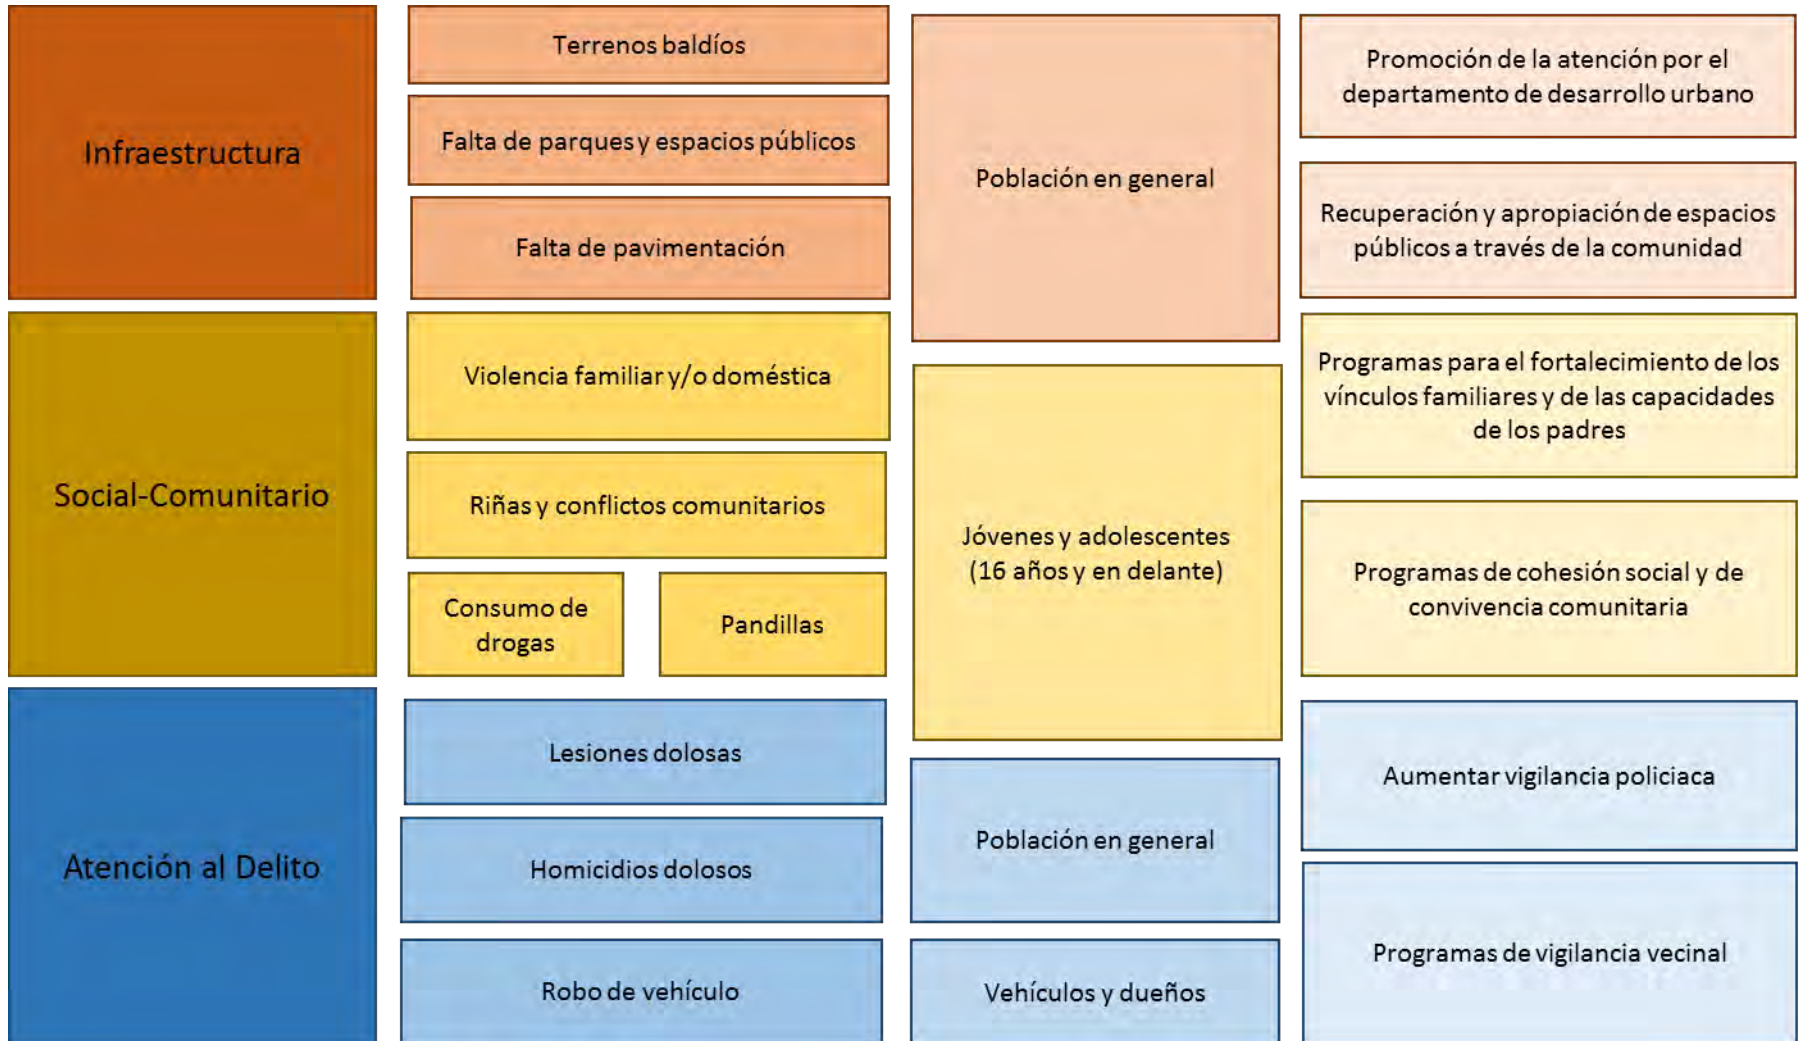 Infraestructura
Terrenos baldíos
Falta de parques y espacios públicos
Falta de pavimentación
Población en general
Promoción de la atención por el
departamento de desarrollo urbano
Recuperación y apropiación de espacios
públicos a través de la comunidad
Social-Comunitario
Violencia familiar y/o doméstica
Riñas y conflictos comunitarios
Consumo de
drogas
Pandillas
Jóvenes y adolescentes
(16 años y en delante)
Programas para el fortalecimiento de los
vínculos familiares y de las capacidades
de los padres
Programas de cohesión social y de
convivencia comunitaria
Atención al Delito
Lesiones dolosas
Homicidios dolosos
Robo de vehículo
Población en general
Vehículos y dueños
Aumentar vigilancia policiaca
Programas de vigilancia vecinal